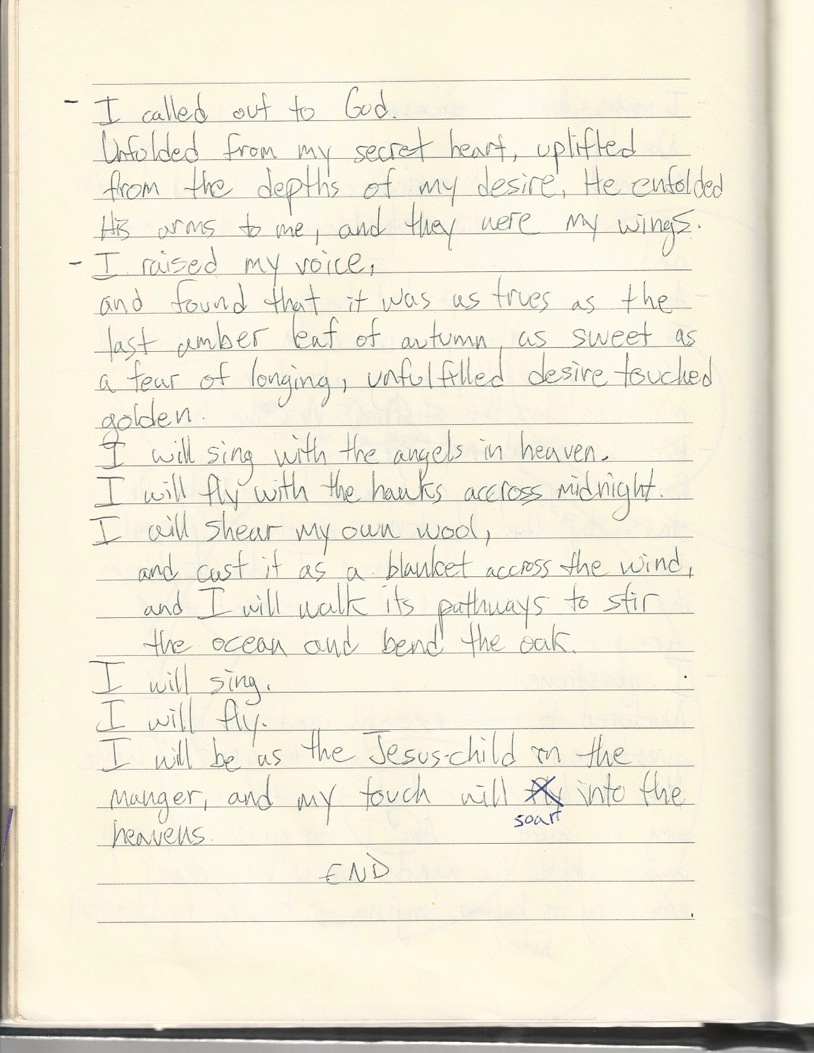 - I called out to God.
Unfolded from my secret heart, uplifted
from the depths of my desire, He enfolded
His arms to me, and they were my wings.
- I raised my voice,
and found that it was as trues as the
last amber leaf of autumn, as sweet as
a tear of longing, unfulfilled desire touched
golden.
I will sing with the angels in heaven.
I will fly with the hawks accross midnight.
I will shear my own wool,
and cast it as a blanket accross the wind,
and I will walk its pathways to stir
the ocean and bend the oak.
I will sing.
I will fly.
I will be as the Jesus-child in the
manger, and my touch will fly into the
soar
heavens.
END